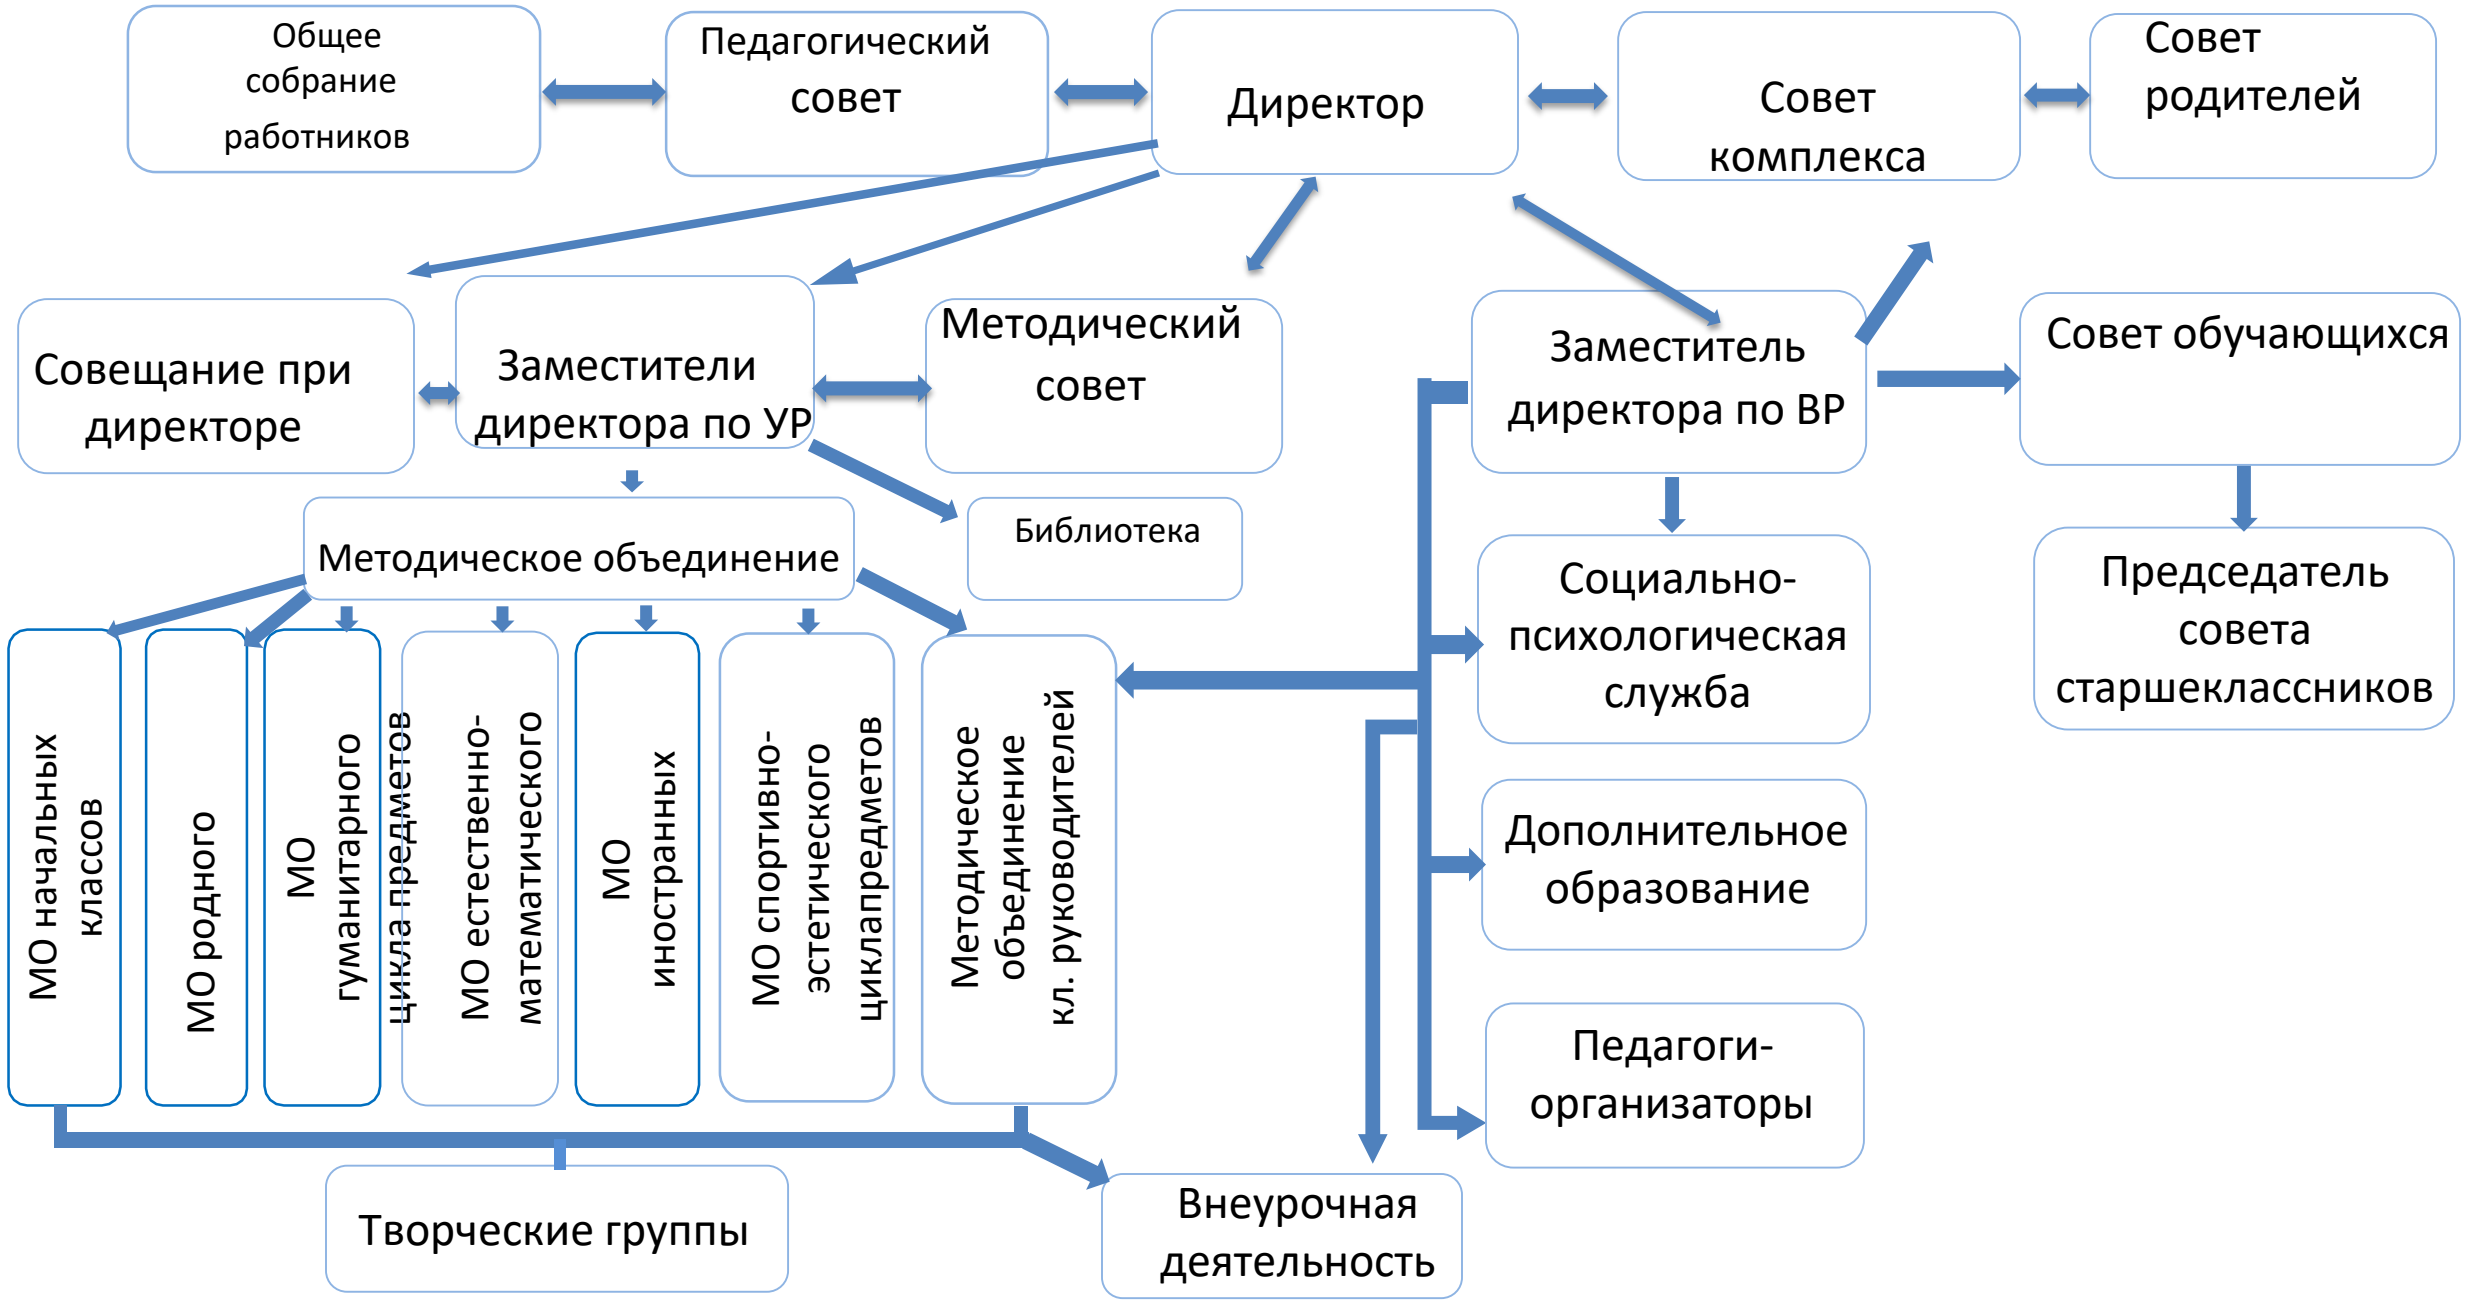 Общее
собрание
работников
Педагогический
совет
Директор
Совет
комплекса
Совет
родителей
Совещание при
директоре
Заместители
директора по УР
Методический
совет
Заместитель
директора по ВР
Совет обучающихся
Методическое объединение
Библиотека
Социально-
психологическая
служба
Председатель
совета
старшеклассников
МО начальных
классов
МО родного
МО
гуманитарного
цикла предметов
МО естественно-
математического
МО
иностранных
МО спортивно-
эстетического
циклапредметов
Методическое
объединение
кл. руководителей
Дополнительное
образование
Педагоги-
организаторы
Творческие группы
Внеурочная
деятельность